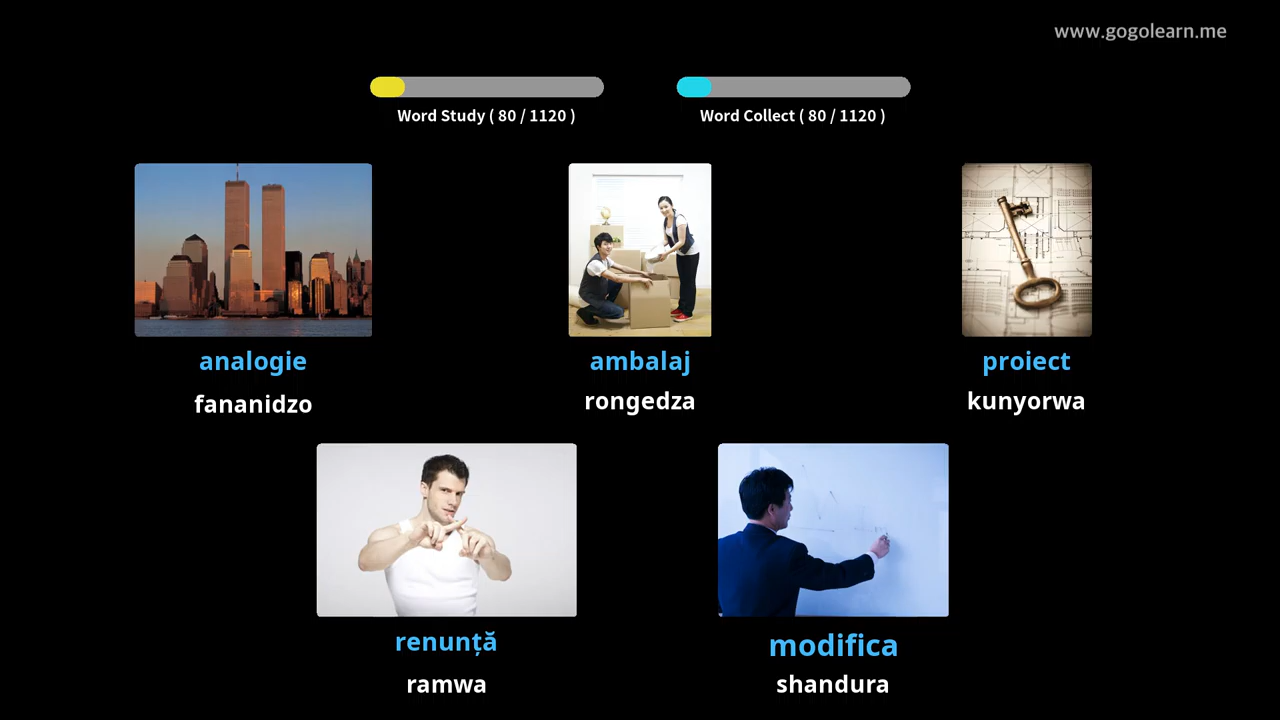 www.gogolearn.me
Word Study ( 80 / 1120 )
Word Collect ( 80 / 1120 )
analogie
fananidzo
ambalaj
rongedza
proiect
kunyorwa
renunță
ramwa
modifica
shandura